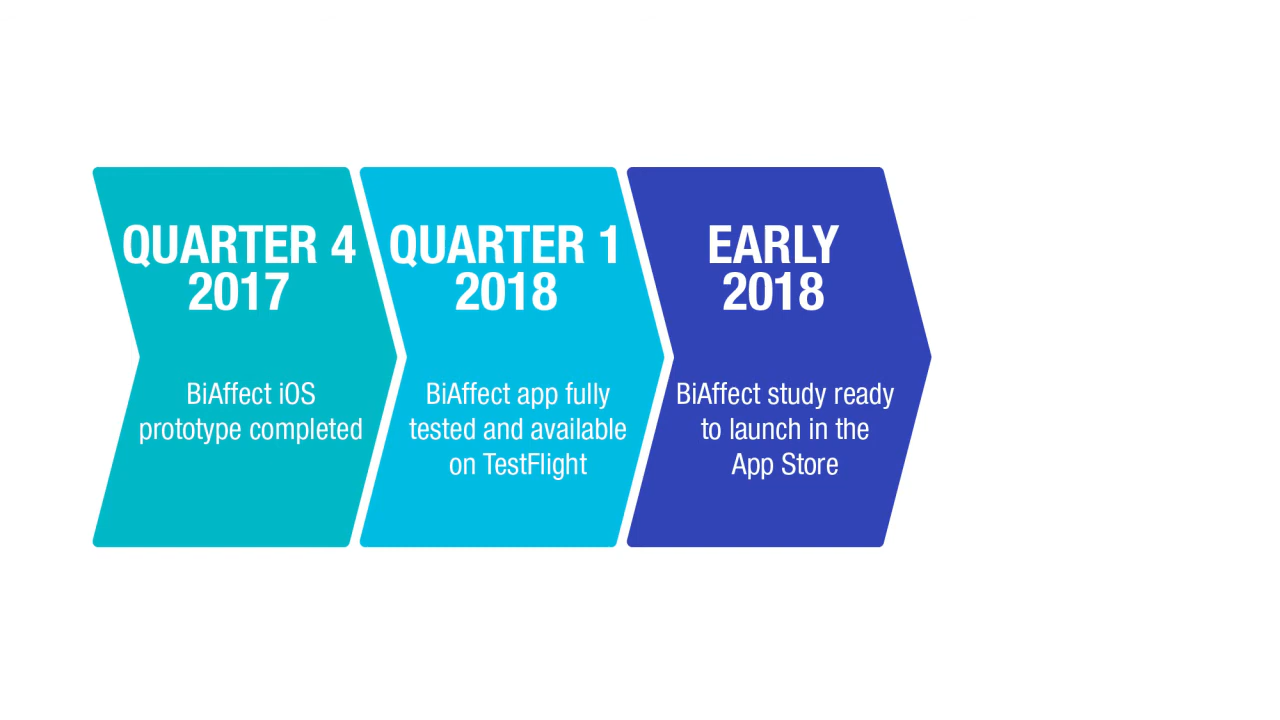 QUARTER 4
2017
BiAffect iOS
prototype completed
QUARTER 1
2018
BiAffect app fully
tested and available
on TestFlight
EARLY
2018
BiAffect study ready
to launch in the
App Store